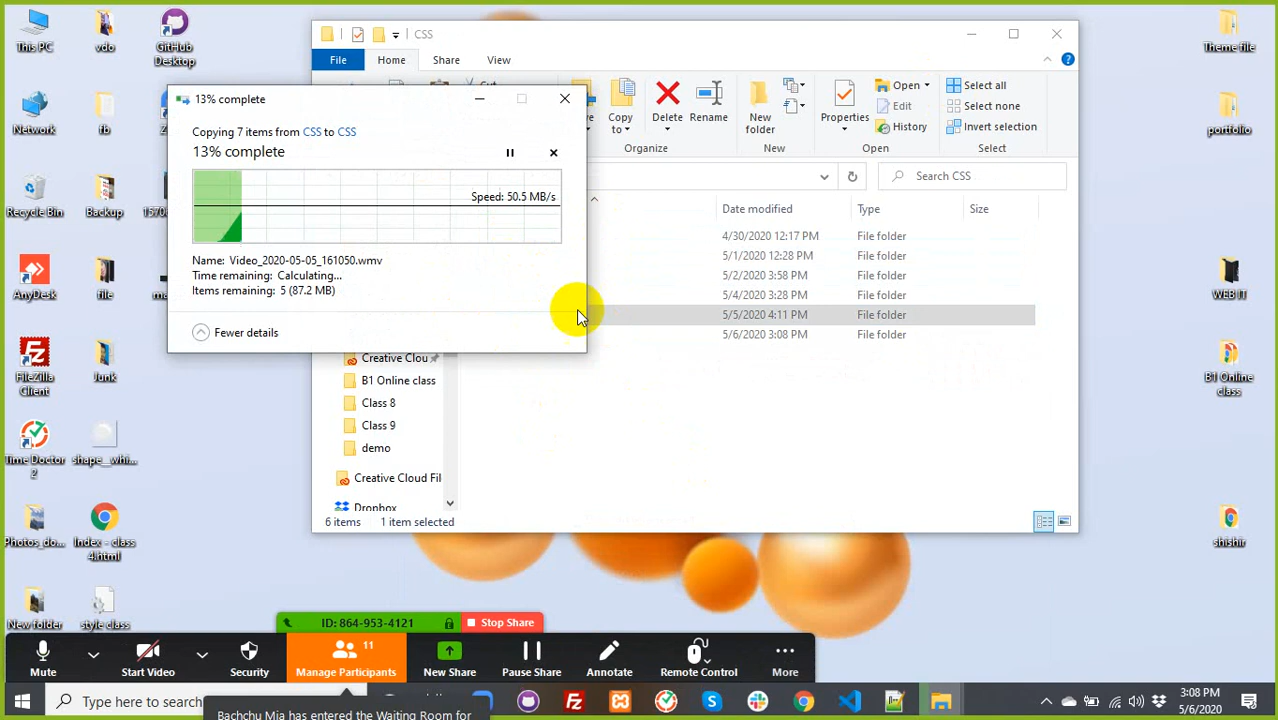 This PC
vdo
GitHub
Desktop
Network
fb
Recycle Bin
Backup
AnyDesk
file
FileZilla
Client
Junk
Time Doctor
2
shape_whi...
Photos_do...
Index - class
4.html
New folder
style class
CSS
File
Home
Share
View
Copy
to
Delete
Rename
New
folder
Properties
Open
Edit
History
Select all
Select none
Invert selection
Organize
New
Open
Select
Search CSS
13% complete
Copying 7 items from CSS to CSS
13% complete
Speed: 50.5 MB/s
Name: Video_2020-05-05_161050.wmv
Time remaining: Calculating...
Items remaining: 5 (87.2 MB)
Fewer details
Date modified
Type
Size
4/30/2020 12:17 PM File folder
5/1/2020 12:28 PM File folder
5/2/2020 3:58 PM File folder
5/4/2020 3:28 PM File folder
5/5/2020 4:11 PM File folder
5/6/2020 3:08 PM File folder
Creative Clou
B1 Online class
Class 8
Class 9
demo
Creative Cloud Fil
Dropbox
6 items
1 item selected
Theme file
portfolio
WEB IT
B1 Online
class
shishir
ID: 864-953-4121
Stop Share
Mute
Start Video
Security
11
Manage Participants
New Share
Pause Share
Annotate
Remote Control
More
Type here to search
Bachchu Mia has entered the Waiting Room for
3:08 PM
5/6/2020